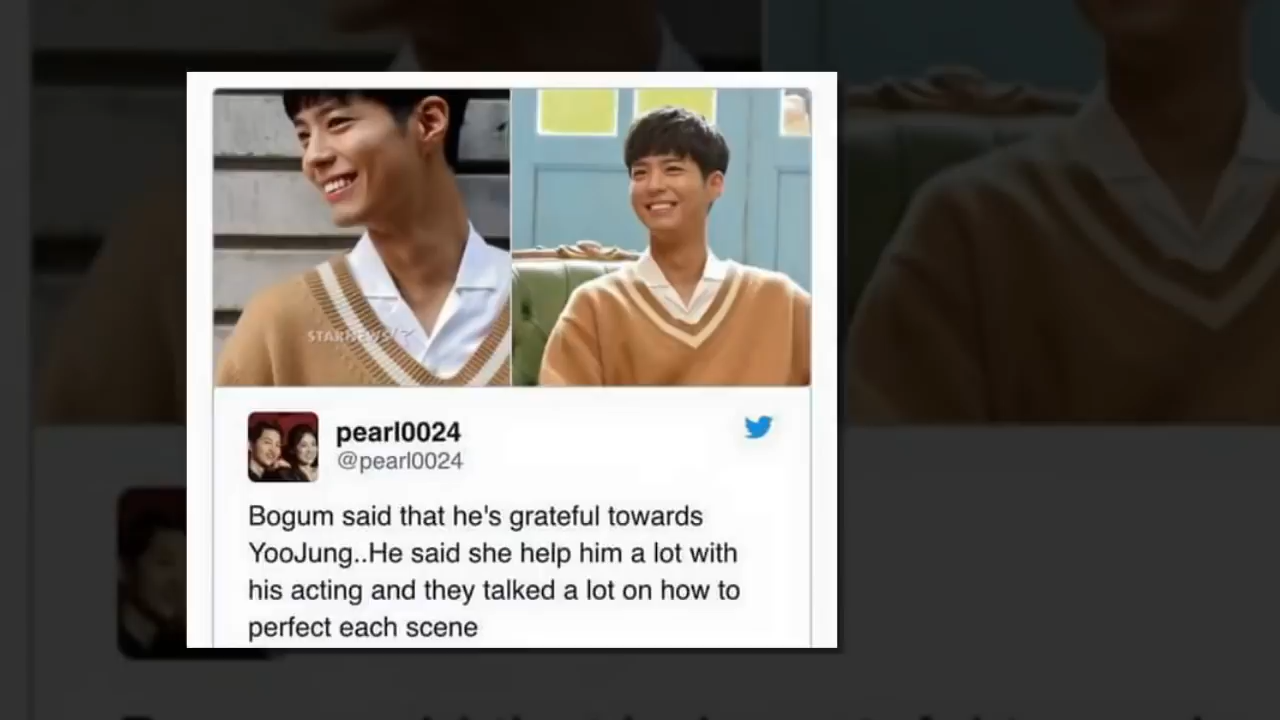 STARNEWS
pearl0024
@pearl0024
Bogum said that he's grateful towards
YooJung..He said she help him a lot with
his acting and they talked a lot on how to
perfect each scene